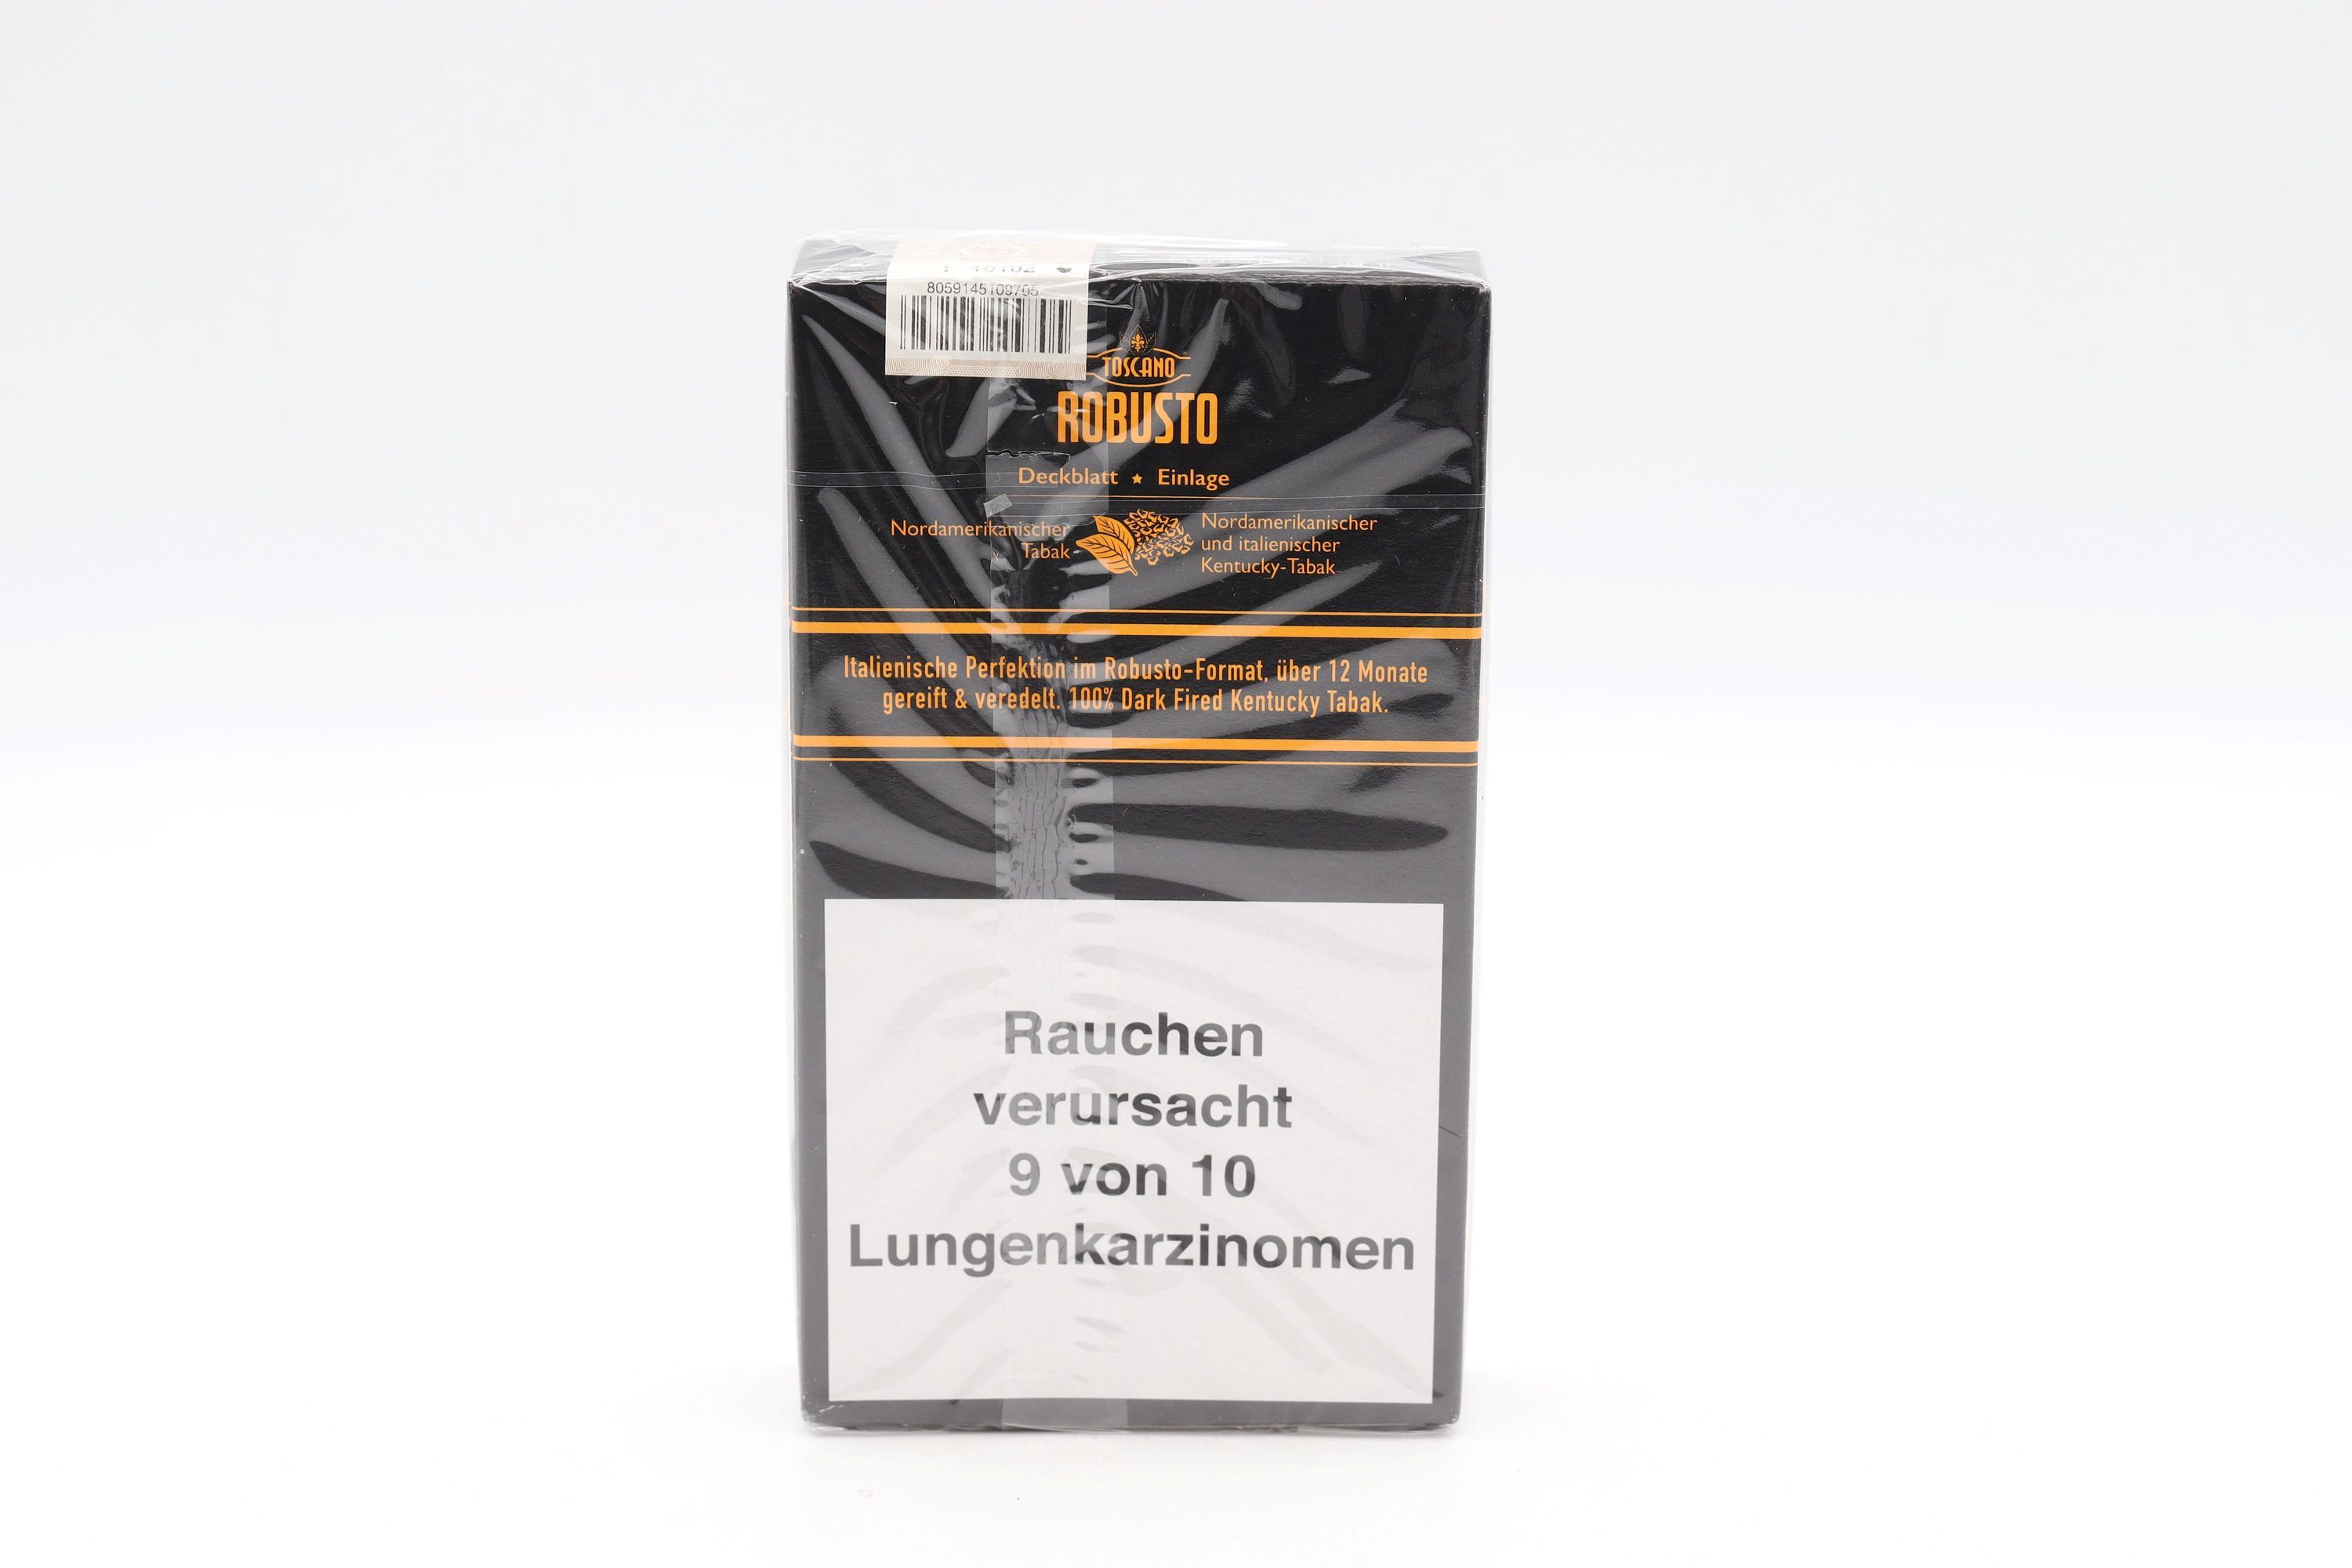 8059145109705
TOSCANO
ROBUSTO
Deckblatt ★ Einlage
Nordamerikanischer
Tabak
Nordamerikanischer
und italienischer
Kentucky-Tabak
Italienische Perfektion im Robusto-Format, über 12 Monate
gereift & veredelt. 100% Dark Fired Kentucky Tabak.
Rauchen
verursacht
9 von 10
Lungenkarzinomen